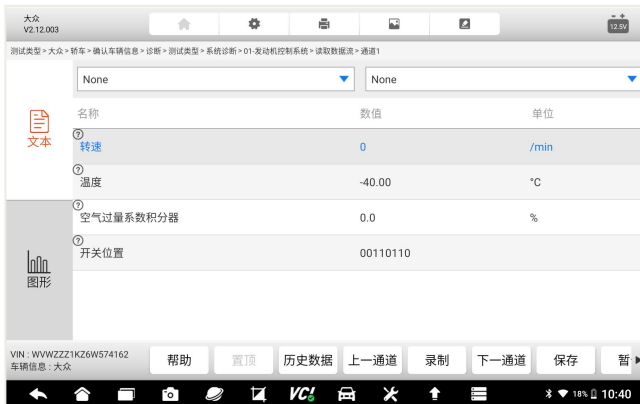 大众
V2.12.003
12.5V
测试类型 > 大众 > 轿车 > 确认车辆信息 > 诊断 > 测试类型 > 系统诊断 > 01-发动机控制系统 > 读取数据流 > 通道1
None
None
文本
图形
名称 数值 单位
转速 0 /min
温度 -40.00 °C
空气过量系数积分器 0.0 %
开关位置 00110110
VIN : WVWZZZ1KZ6W574162
车辆信息 : 大众
帮助
置顶
历史数据
上一通道
录制
下一通道
保存
暂
VCI
18%
10:40